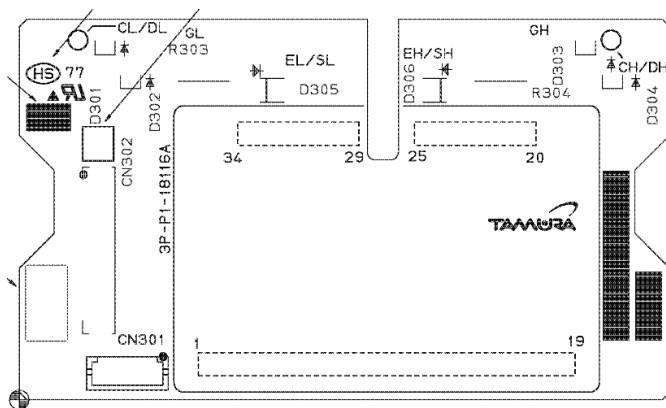 CL/DL
GL
R303
HS 77
D301
D302
EL/SL
D305
EH/SH
D306
GH
D303
CH/DH
R304
D304
34
29
25
20
CN302
3P-P1-18116A
TAMURA
CN301
1
19